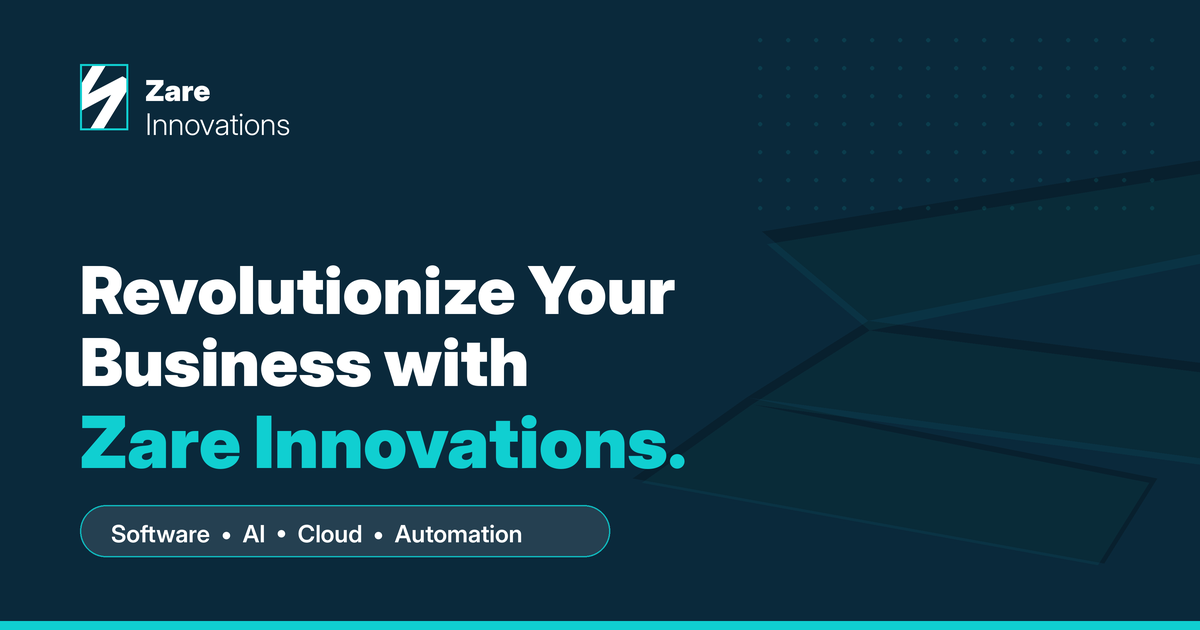 Zare
Innovations
Revolutionize Your
Business with
Zare Innovations.
Software • AI • Cloud • Automation